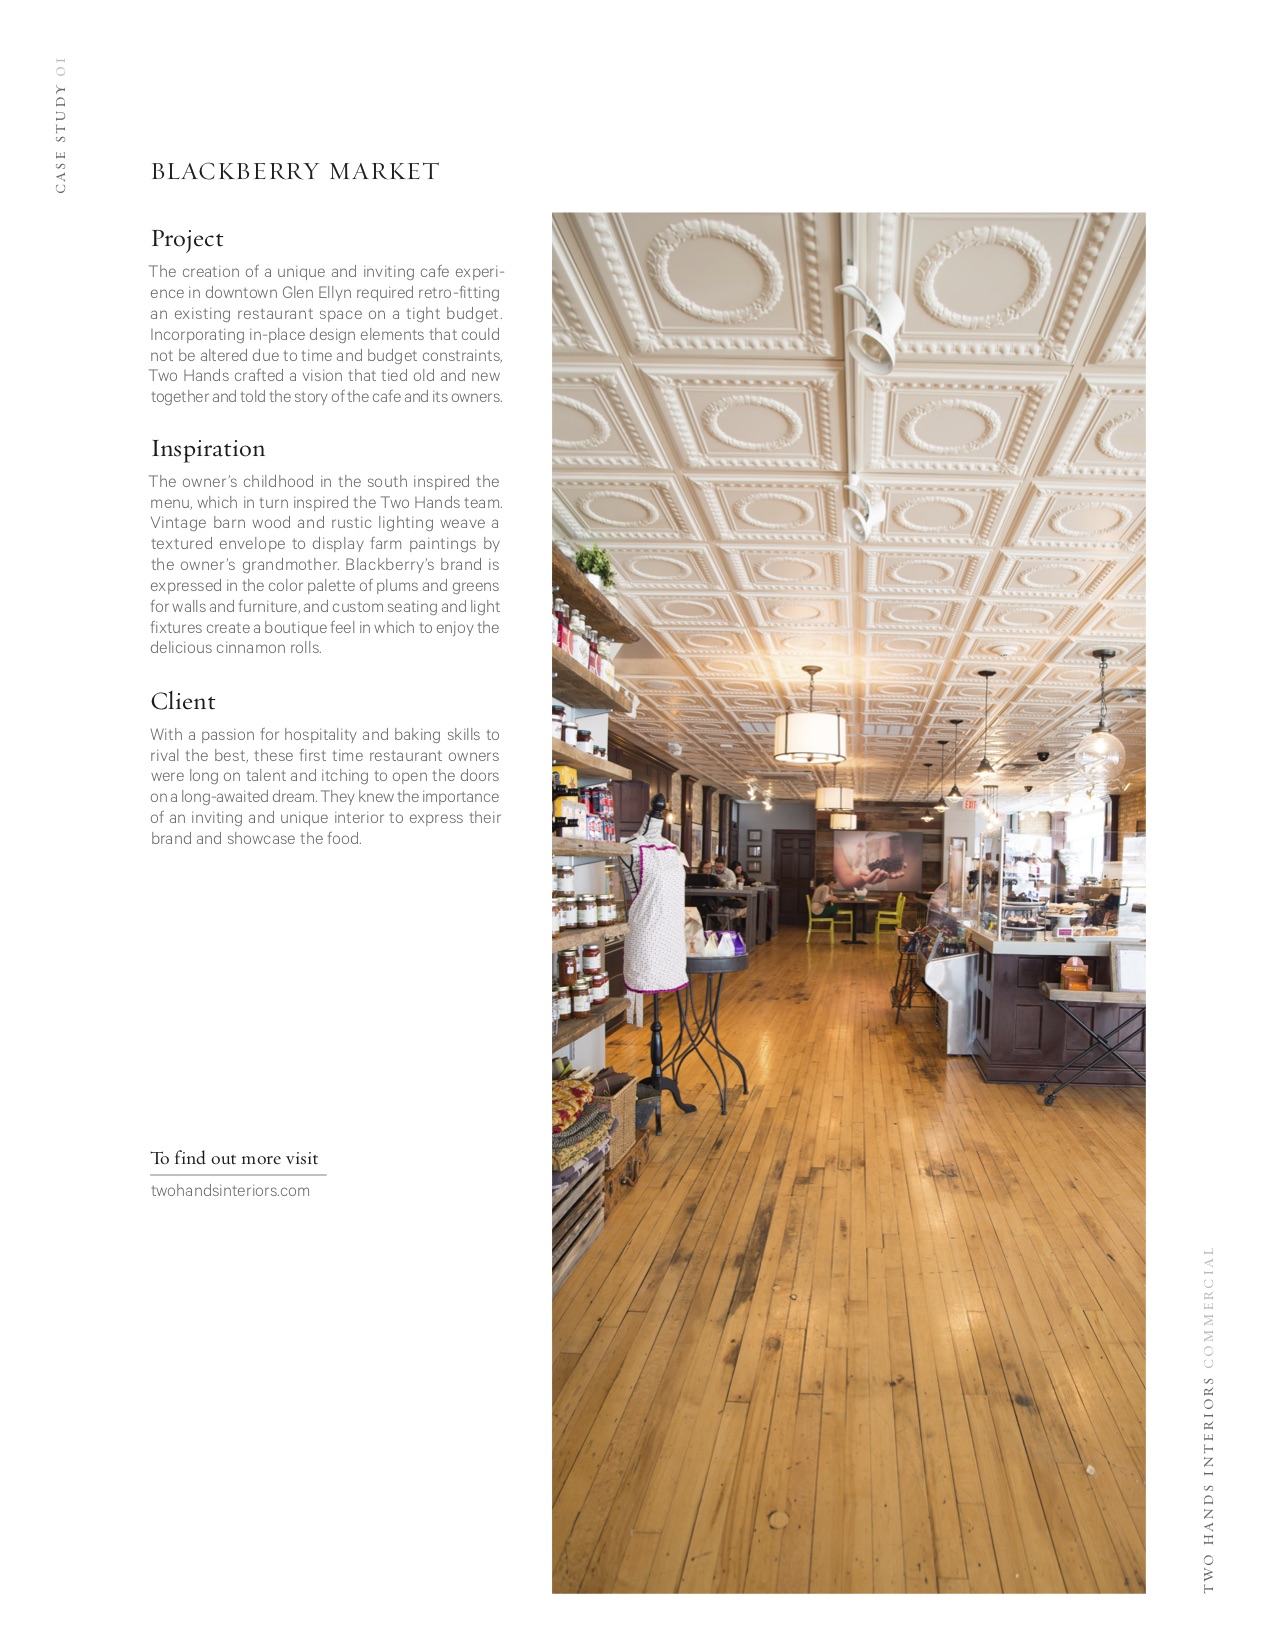 CASE STUDY 01
BLACKBERRY MARKET
Project
The creation of a unique and inviting cafe experi-
ence in downtown Glen Ellyn required retro-fitting
an existing restaurant space on a tight budget.
Incorporating in-place design elements that could
not be altered due to time and budget constraints,
Two Hands crafted a vision that tied old and new
together and told the story of the cafe and its owners.
Inspiration
The owner's childhood in the south inspired the
menu, which in turn inspired the Two Hands team.
Vintage barn wood and rustic lighting weave a
textured envelope to display farm paintings by
the owner's grandmother. Blackberry's brand is
expressed in the color palette of plums and greens
for walls and furniture, and custom seating and light
fixtures create a boutique feel in which to enjoy the
delicious cinnamon rolls.
Client
With a passion for hospitality and baking skills to
rival the best, these first time restaurant owners
were long on talent and itching to open the doors
on a long-awaited dream. They knew the importance
of an inviting and unique interior to express their
brand and showcase the food.
To find out more visit
twohandsinteriors.com
EXIT
TWO HANDS INTERIORS COMMERCIAL